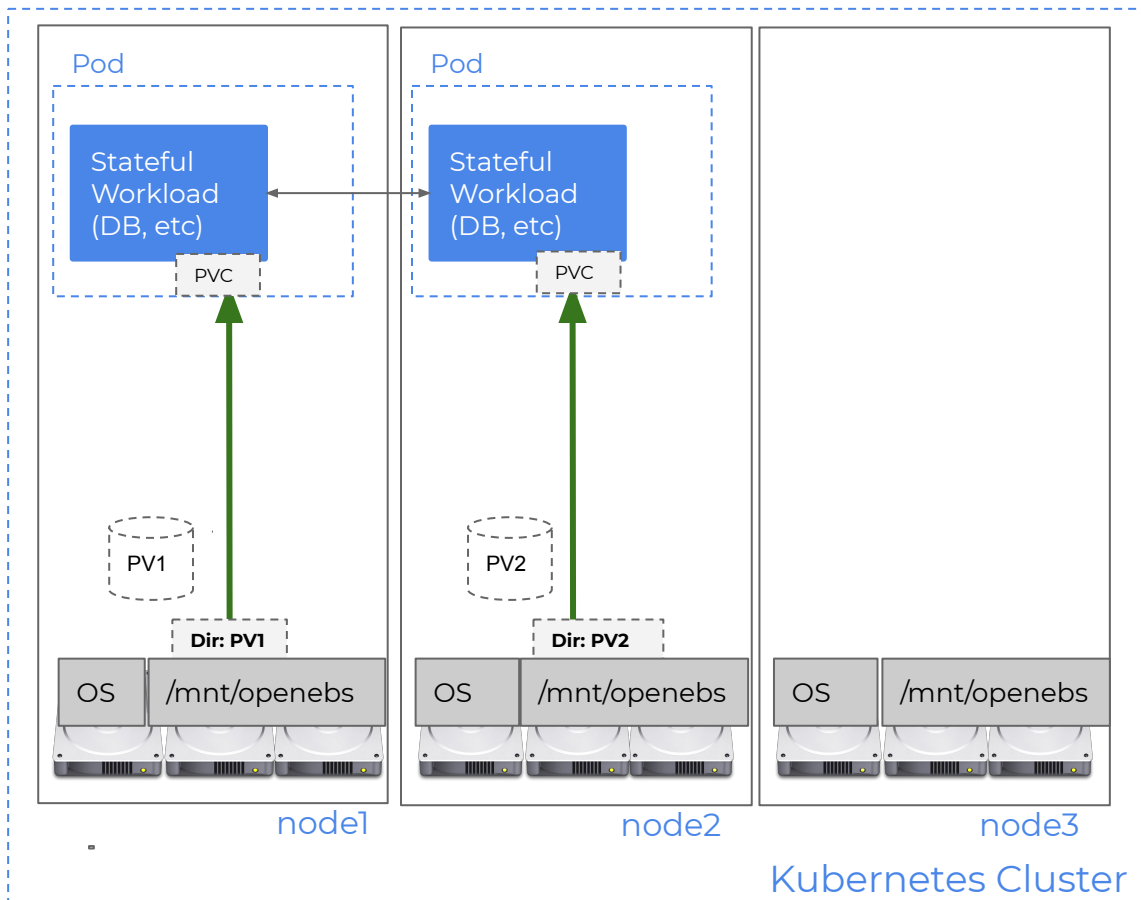 Pod
Stateful
Workload
(DB, etc)
PVC
PV1
Dir: PV1
OS
/mnt/openebs
node1
Pod
Stateful
Workload
(DB, etc)
PVC
PV2
Dir: PV2
OS
/mnt/openebs
node2
OS
/mnt/openebs
node3
Kubernetes Cluster